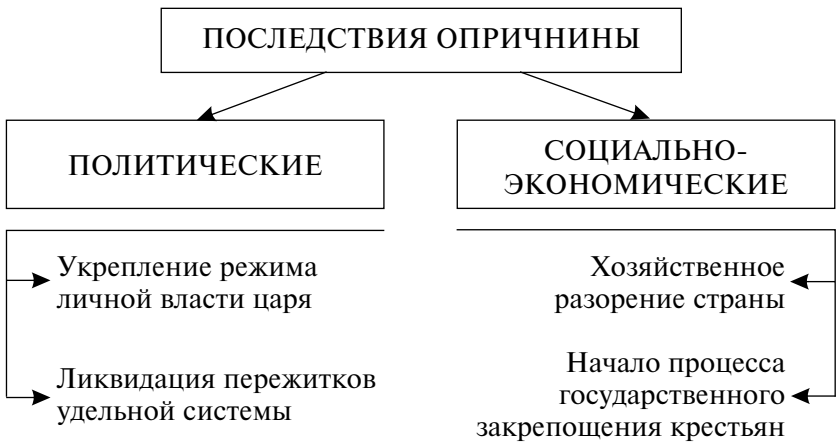 ПОСЛЕДСТВИЯ ОПРИЧНИНЫ
ПОЛИТИЧЕСКИЕ
СОЦИАЛЬНО-
ЭКОНОМИЧЕСКИЕ
Укрепление режима
личной власти царя
Ликвидация пережитков
удельной системы
Хозяйственное
разорение страны
Начало процесса
государственного
закрепощения крестьян